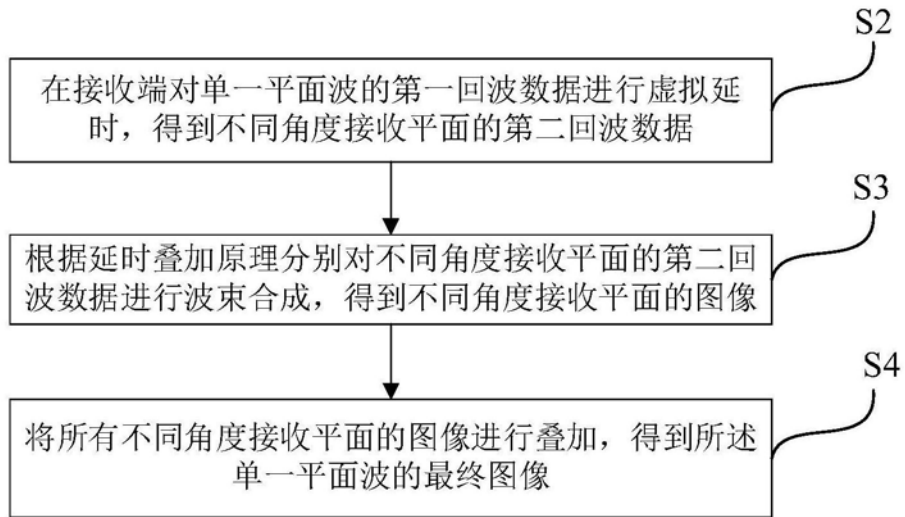 S2
在接收端对单一平面波的第一回波数据进行虚拟延
时，得到不同角度接收平面的第二回波数据
S3
根据延时叠加原理分别对不同角度接收平面的第二回
波数据进行波束合成，得到不同角度接收平面的图像
S4
将所有不同角度接收平面的图像进行叠加，得到所述
单一平面波的最终图像